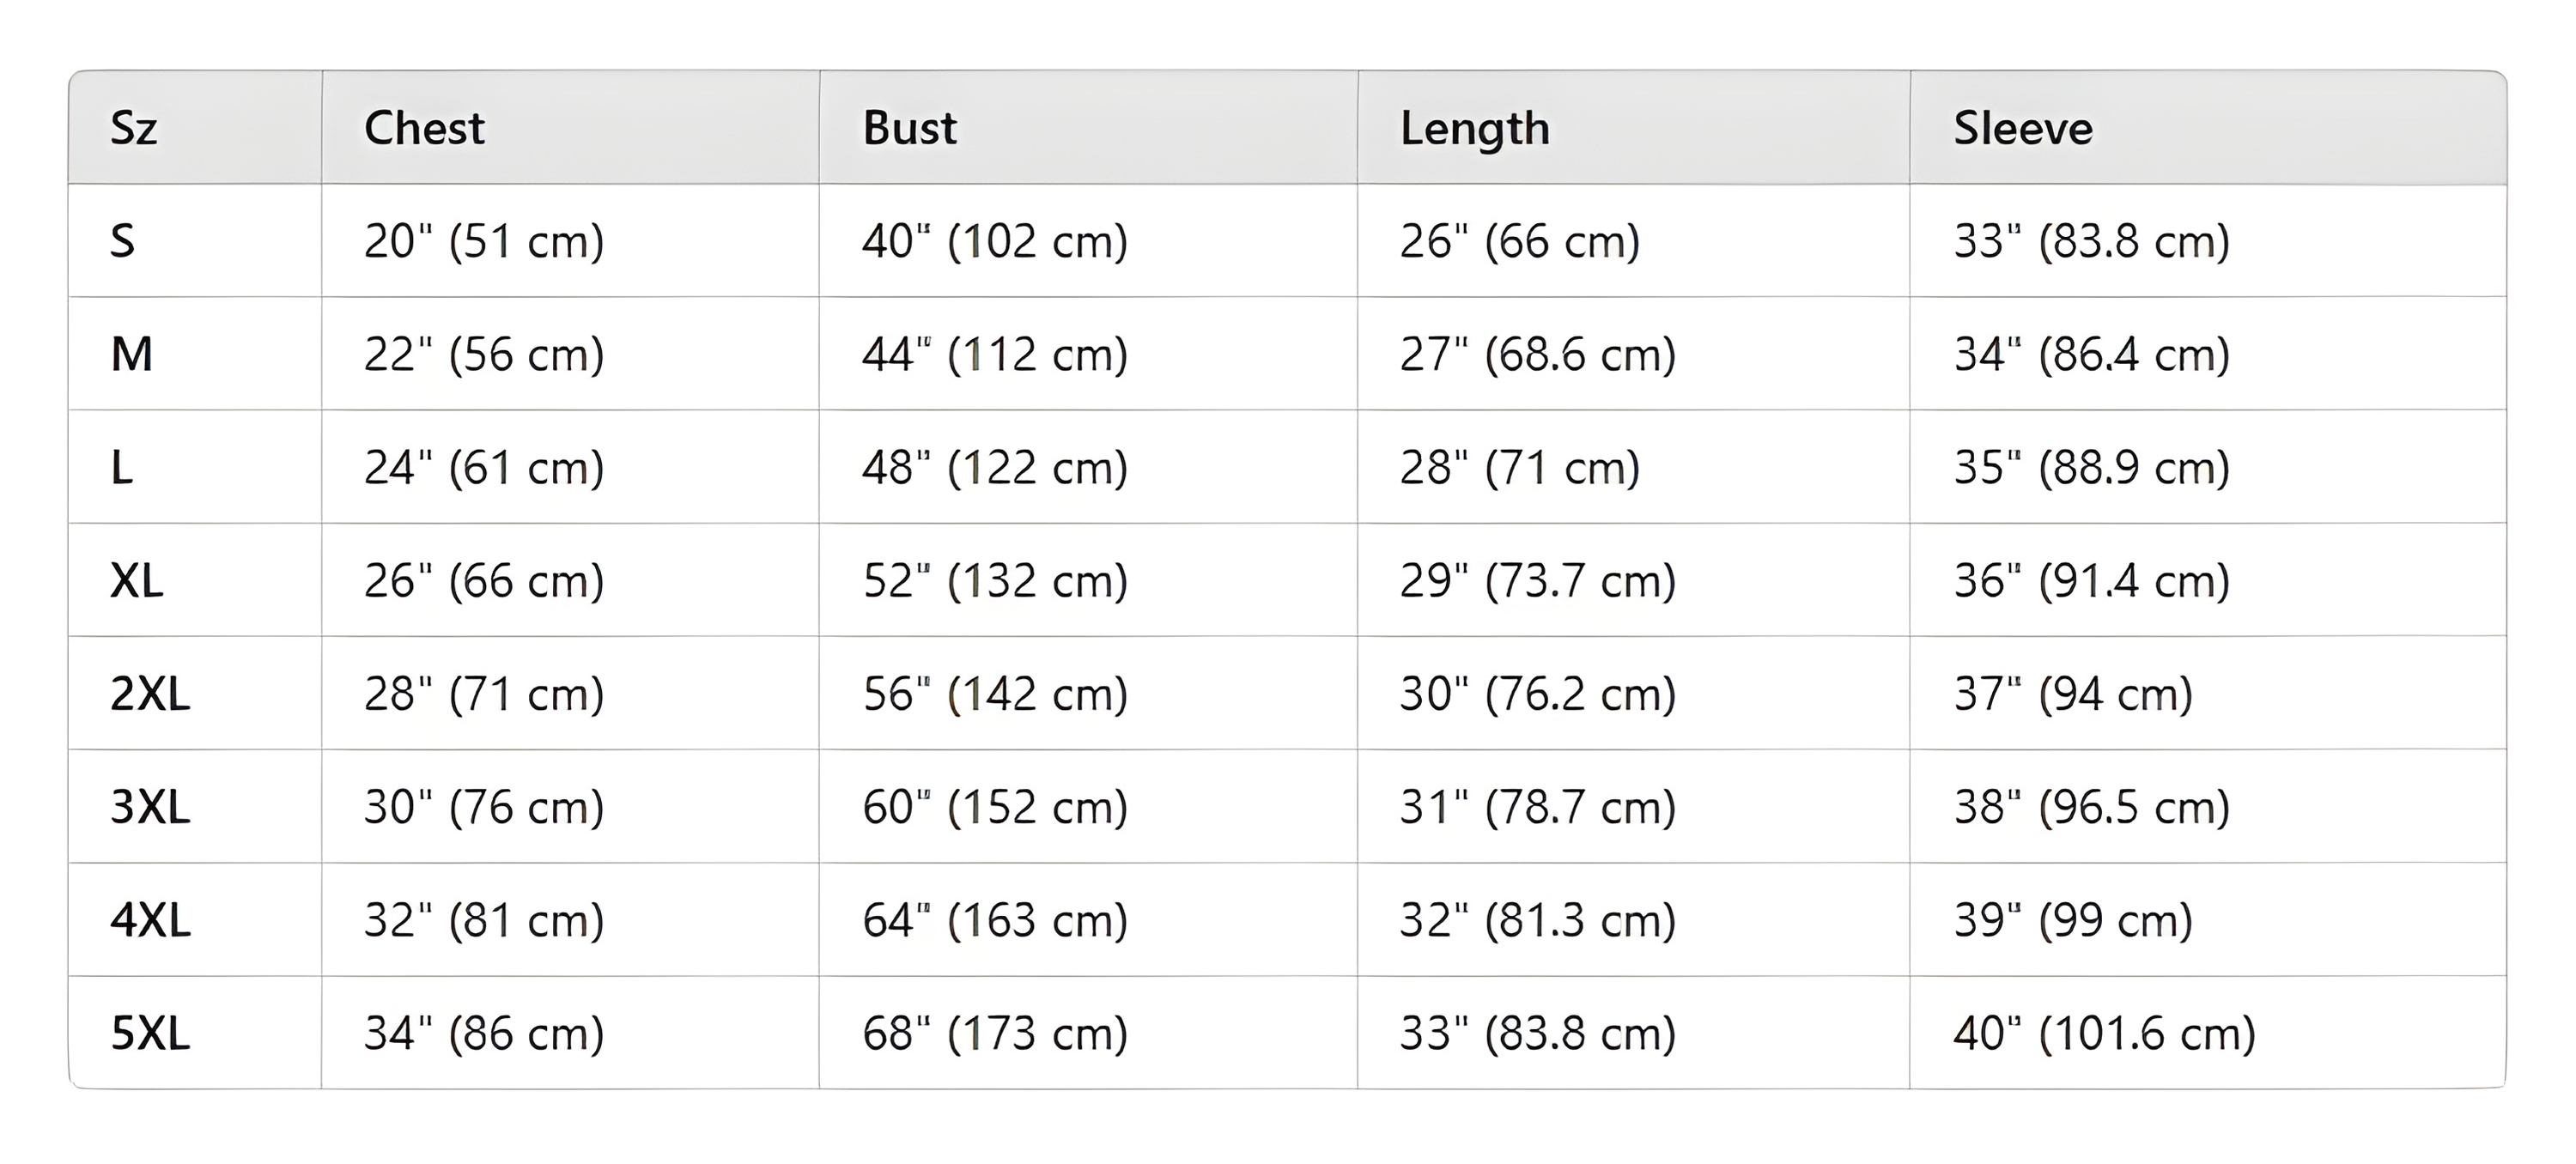 Sz Chest Bust Length Sleeve
S 20" (51 cm) 40" (102 cm) 26" (66 cm) 33" (83.8 cm)
M 22" (56 cm) 44" (112 cm) 27" (68.6 cm) 34" (86.4 cm)
L 24" (61 cm) 48" (122 cm) 28" (71 cm) 35" (88.9 cm)
XL 26" (66 cm) 52" (132 cm) 29" (73.7 cm) 36" (91.4 cm)
2XL 28" (71 cm) 56" (142 cm) 30" (76.2 cm) 37" (94 cm)
3XL 30" (76 cm) 60" (152 cm) 31" (78.7 cm) 38" (96.5 cm)
4XL 32" (81 cm) 64" (163 cm) 32" (81.3 cm) 39" (99 cm)
5XL 34" (86 cm) 68" (173 cm) 33" (83.8 cm) 40" (101.6 cm)